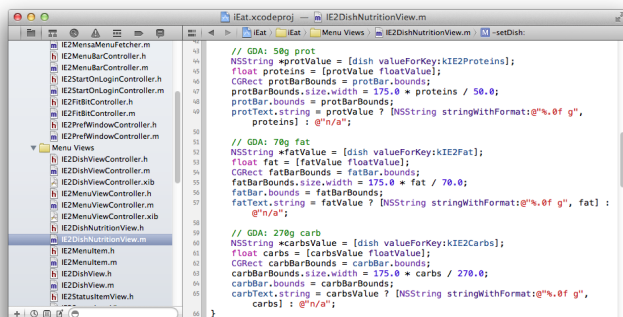 iEat.xcodeproj — IE2DishNutritionView.m
iEat
iEat
Menu Views
IE2DishNutritionView.m
-setDish:
IE2MensaMenuFetcher.m
IE2MenuBarController.h
IE2MenuBarController.m
IE2StartOnLoginController.h
IE2StartOnLoginController.m
IE2FitBitController.h
IE2FitBitController.m
IE2PrefWindowController.h
IE2PrefWindowController.m
Menu Views
IE2DishViewController.h
IE2DishViewController.m
IE2DishViewController.xib
IE2MenuViewController.h
IE2MenuViewController.m
IE2MenuViewController.xib
IE2DishNutritionView.h
IE2DishNutritionView.m
IE2MenuItem.h
IE2MenuItem.m
IE2DishView.h
IE2DishView.m
IE2StatusItemView.h
43 // GDA: 50g prot
44 NSString *protValue = [dish valueForKey:kIE2Proteins];
45 float proteins = [protValue floatValue];
46 CGRect protBarBounds = protBar.bounds;
47 protBarBounds.size.width = 175.0 * proteins / 50.0;
48 protBar.bounds = protBarBounds;
49 protText.string = protValue ? [NSString stringWithFormat:@"%.0f g",
proteins] : @"n/a";
50
51 // GDA: 70g fat
52 NSString *fatValue = [dish valueForKey:kIE2Fat];
53 float fat = [fatValue floatValue];
54 CGRect fatBarBounds = fatBar.bounds;
55 fatBarBounds.size.width = 175.0 * fat / 70.0;
56 fatBar.bounds = fatBarBounds;
57 fatText.string = fatValue ? [NSString stringWithFormat:@"%.0f g", fat] :
@"n/a";
58
59 // GDA: 270g carb
60 NSString *carbsValue = [dish valueForKey:kIE2Carbs];
61 float carbs = [carbsValue floatValue];
62 CGRect carbBarBounds = carbBar.bounds;
63 carbBarBounds.size.width = 175.0 * carbs / 270.0;
64 carbBar.bounds = carbBarBounds;
65 carbText.string = carbsValue ? [NSString stringWithFormat:@"%.0f g",
carbs] : @"n/a";
66 }